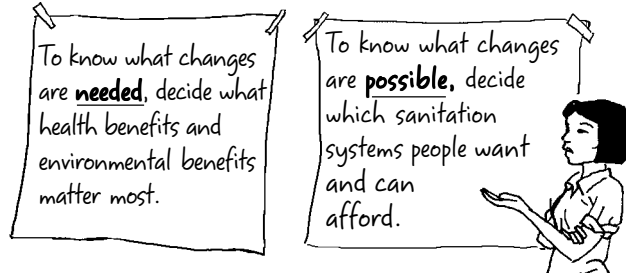 To know what changes
are needed, decide what
health benefits and
environmental benefits
matter most.
To know what changes
are possible, decide
which sanitation
systems people want
and can
afford.